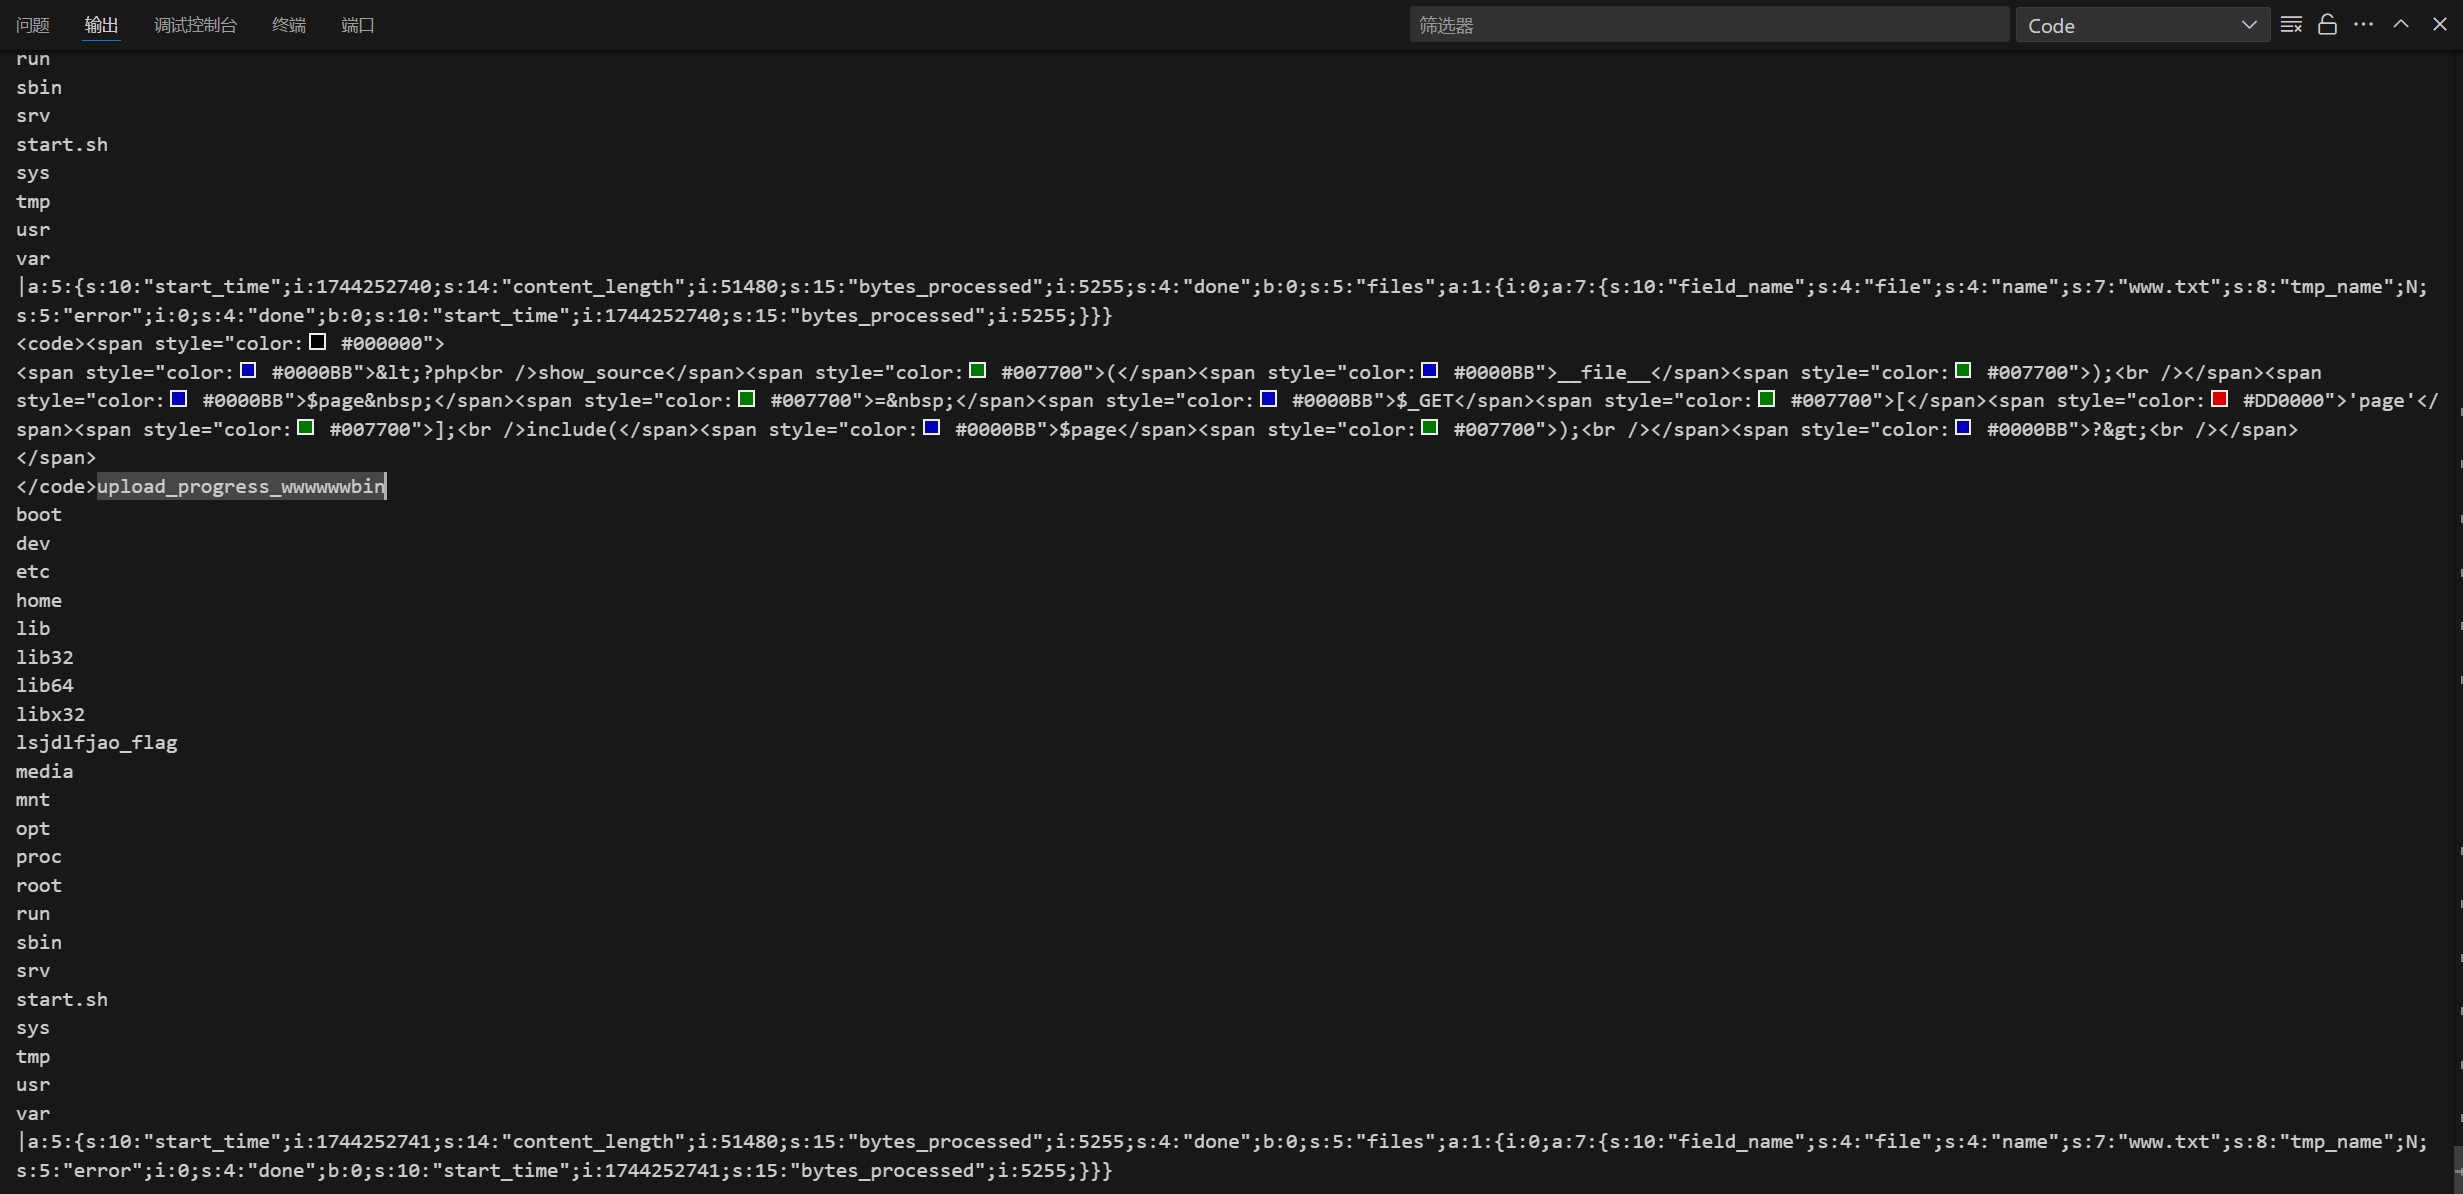 问题 输出 调试控制台 终端 端口 筛选器 Code
run
sbin
srv
start.sh
sys
tmp
usr
var
|a:5:{s:10:"start_time";i:1744252740;s:14:"content_length";i:51480;s:15:"bytes_processed";i:5255;s:4:"done";b:0;s:5:"files";a:1:{i:0;a:7:{s:10:"field_name";s:4:"file";s:4:"name";s:7:"www.txt";s:8:"tmp_name";N;
s:5:"error";i:0;s:4:"done";b:0;s:10:"start_time";i:1744252740;s:15:"bytes_processed";i:5255;}}}
<code><span style="color: #000000">
<span style="color: #0000BB">&lt;?php<br />show_source</span><span style="color: #007700">(</span><span style="color: #0000BB">__file__</span><span style="color: #007700">);<br /></span><span
style="color: #0000BB">$page&nbsp;</span><span style="color: #007700">=&nbsp;</span><span style="color: #0000BB">$_GET</span><span style="color: #007700">[</span><span style="color: #DD0000">'page'</
span><span style="color: #007700">];<br />include(</span><span style="color: #0000BB">$page</span><span style="color: #007700">);<br /></span><span style="color: #0000BB">?&gt;<br /></span>
</span>
</code>upload_progress_wwwwwwbin
boot
dev
etc
home
lib
lib32
lib64
libx32
lsjdlfjao_flag
media
mnt
opt
proc
root
run
sbin
srv
start.sh
sys
tmp
usr
var
|a:5:{s:10:"start_time";i:1744252741;s:14:"content_length";i:51480;s:15:"bytes_processed";i:5255;s:4:"done";b:0;s:5:"files";a:1:{i:0;a:7:{s:10:"field_name";s:4:"file";s:4:"name";s:7:"www.txt";s:8:"tmp_name";N;
s:5:"error";i:0;s:4:"done";b:0;s:10:"start_time";i:1744252741;s:15:"bytes_processed";i:5255;}}}